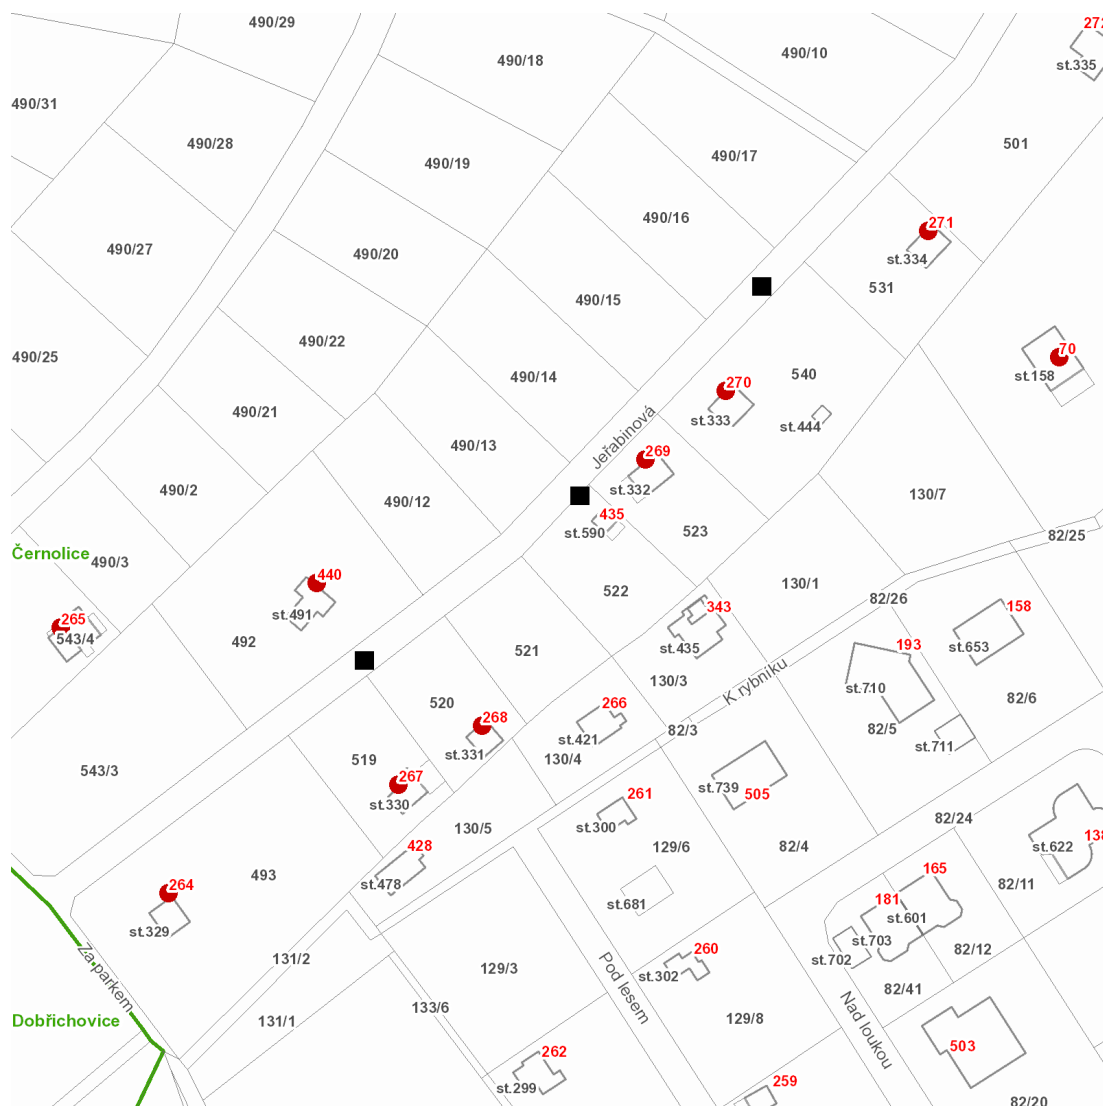 490/29
272
490/18
490/10
st.335
490/31
490/28
501
490/19
490/17
490/16
271
490/27
490/20
st.334
531
490/15
490/22
490/25
70
490/14
540
st.158
270
490/21
st.333
st.444
Jeřabinová
490/13
269
490/2
st.332
130/7
490/12
435
523
st.590
82/25
Černolice
490/3
440
130/1
522
82/26
158
343
st.491
265
543/4
492
st.435
193
st.653
521
130/3
K rybníku
st.710
82/6
520
266
268
82/3
82/5
st.421
st.711
st.331
519
130/4
543/3
267
st.739
505
261
st.330
82/24
st.300
130/5
138
428
129/6
82/4
st.622
493
165
st.478
264
82/11
181
st.681
st.601
st.329
st.703
260
82/12
st.702
131/2
129/3
st.302
Za parkem
Pod lesem
82/41
133/6
129/8
131/1
Dobřichovice
Nad loukou
503
262
259
st.299
82/20